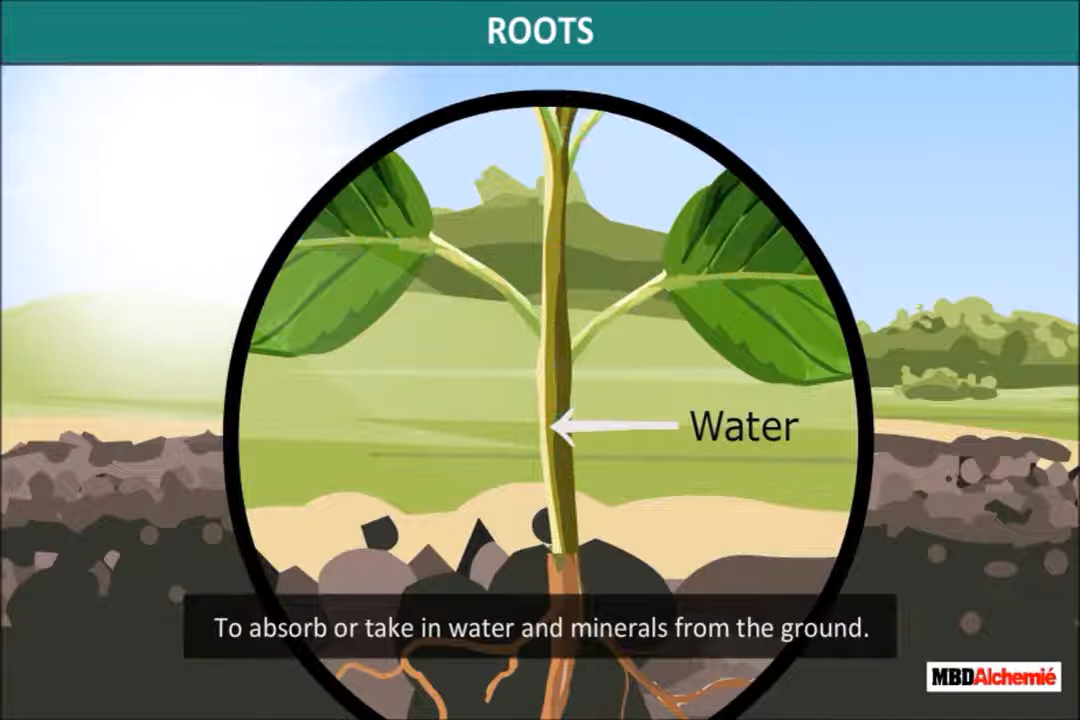 ROOTS
Water
To absorb or take in water and minerals from the ground.
MBDAlchemié